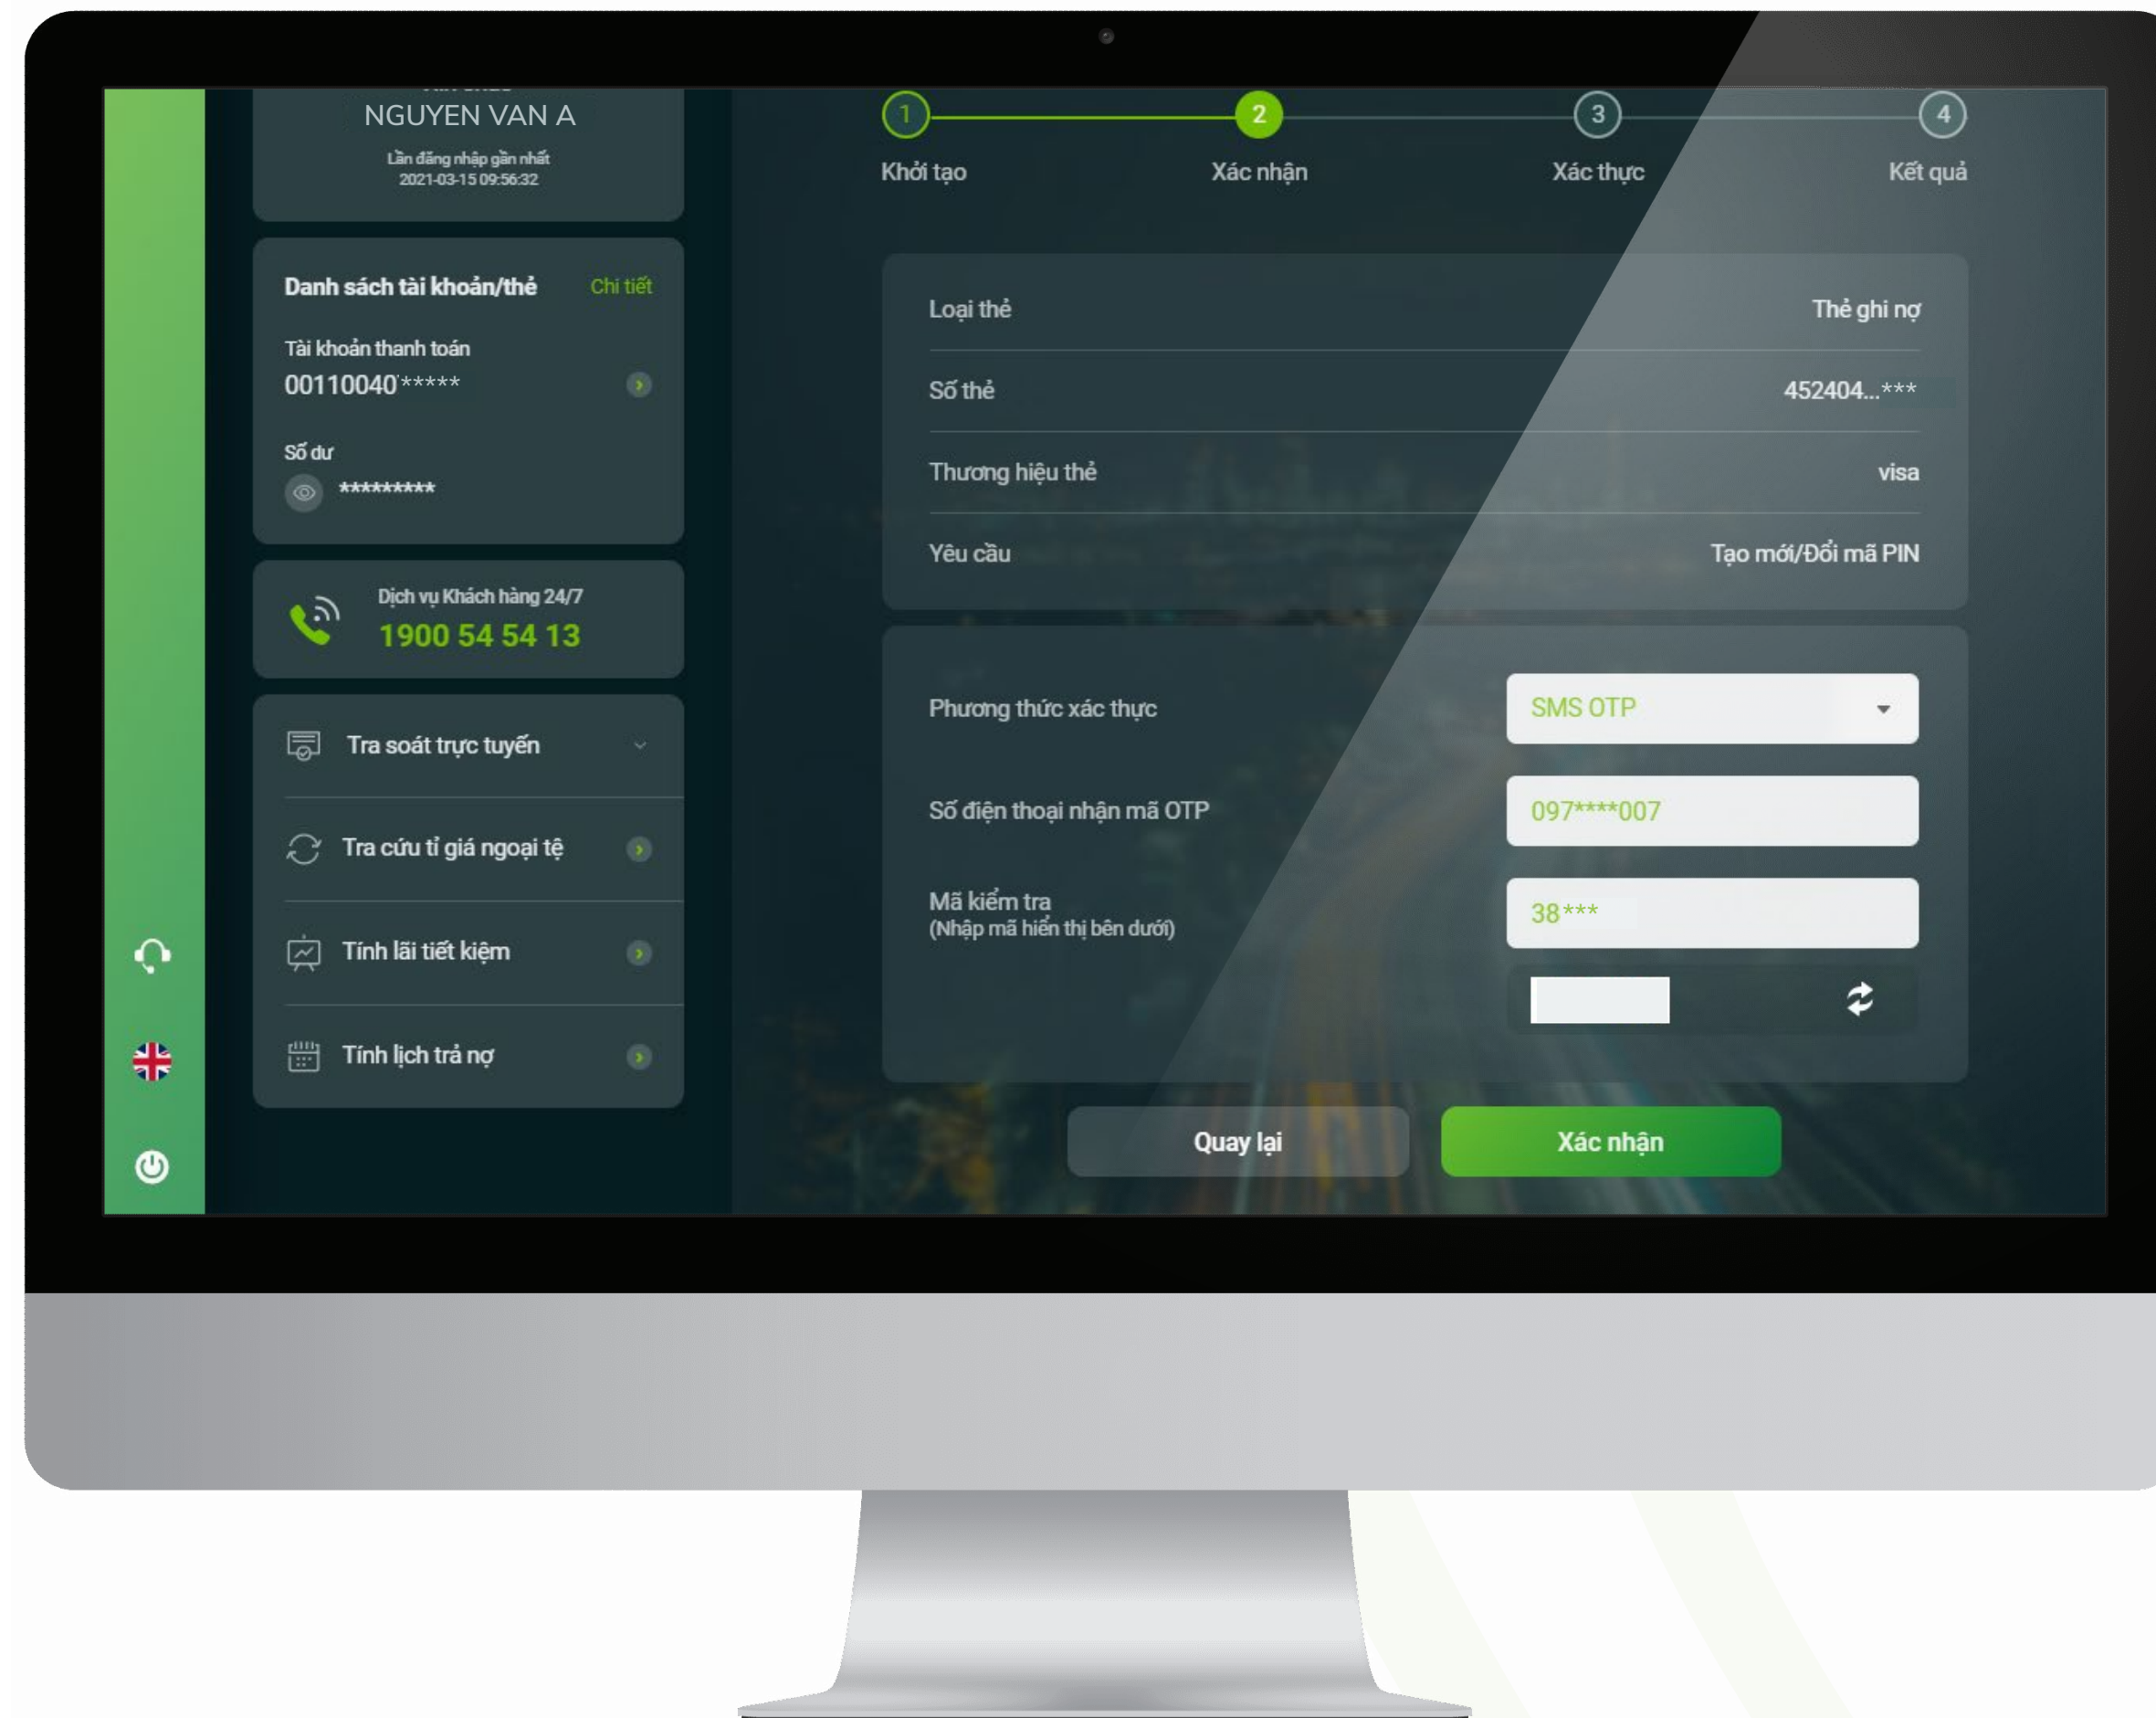 NGUYEN VAN A
Lần đăng nhập gần nhất
2021-03-15 09:56:32
Danh sách tài khoản/thẻ Chi tiết
Tài khoản thanh toán
00110040*****
Số dư
*********
Dịch vụ Khách hàng 24/7
1900 54 54 13
Tra soát trực tuyến
Tra cứu tỉ giá ngoại tệ
Tính lãi tiết kiệm
Tính lịch trả nợ
1 2 3 4
Khởi tạo Xác nhận Xác thực Kết quả
Loại thẻ Thẻ ghi nợ
Số thẻ 452404...***
Thương hiệu thẻ visa
Yêu cầu Tạo mới/Đổi mã PIN
Phương thức xác thực SMS OTP
Số điện thoại nhận mã OTP 097****007
Mã kiểm tra 38***
(Nhập mã hiển thị bên dưới)
Quay lại Xác nhận